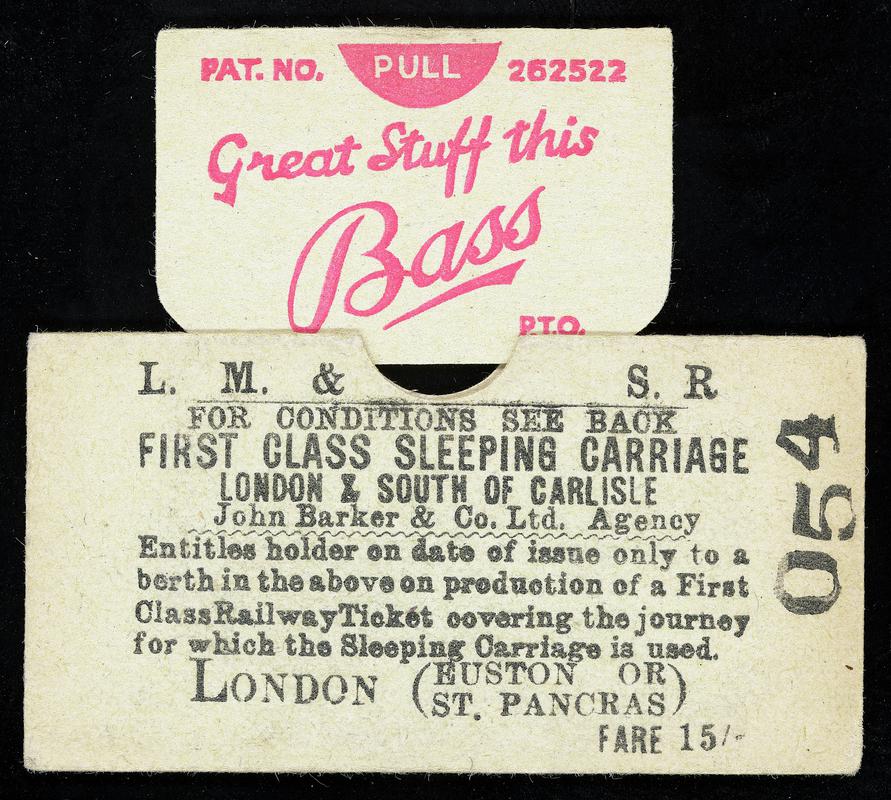 PAT. NO. PULL 262522
Great Stuff this
Bass
P.T.O.
L. M. & S. R
FOR CONDITIONS SEE BACK
FIRST CLASS SLEEPING CARRIAGE
LONDON & SOUTH OF CARLISLE
John Barker & Co. Ltd. Agency
Entitles holder on date of issue only to a
berth in the above on production of a First
Class Railway Ticket covering the journey
for which the Sleeping Carriage is used.
LONDON (EUSTON OR
ST. PANCRAS)
FARE 15/-
054